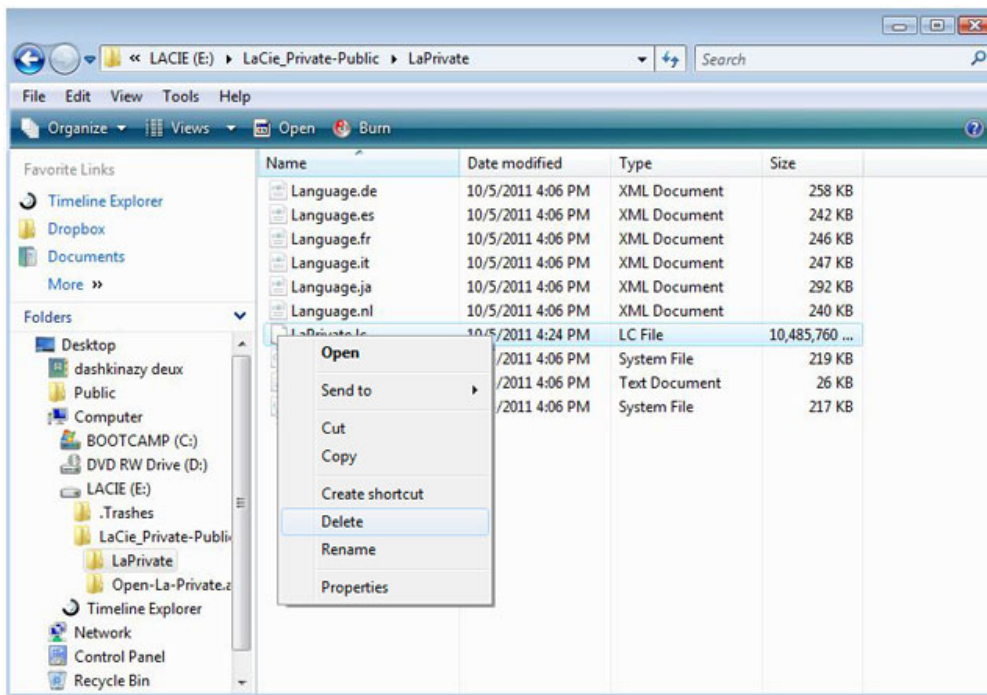 « LACIE (E:) ▸ LaCie_Private-Public ▸ LaPrivate Search
File Edit View Tools Help
Organize Views Open Burn
Favorite Links
Timeline Explorer
Dropbox
Documents
More »
Folders
Desktop
dashkinazy deux
Public
Computer
BOOTCAMP (C:)
DVD RW Drive (D:)
LACIE (E:)
.Trashes
LaCie_Private-Publi
LaPrivate
Open-La-Private.a
Timeline Explorer
Network
Control Panel
Recycle Bin
Name Date modified Type Size
Language.de 10/5/2011 4:06 PM XML Document 258 KB
Language.es 10/5/2011 4:06 PM XML Document 242 KB
Language.fr 10/5/2011 4:06 PM XML Document 246 KB
Language.it 10/5/2011 4:06 PM XML Document 247 KB
Language.ja 10/5/2011 4:06 PM XML Document 292 KB
Language.nl 10/5/2011 4:06 PM XML Document 240 KB
LaPrivate.lc 10/5/2011 4:24 PM LC File 10,485,760 ...
/2011 4:06 PM System File 219 KB
/2011 4:06 PM Text Document 26 KB
/2011 4:06 PM System File 217 KB
Open
Send to
Cut
Copy
Create shortcut
Delete
Rename
Properties